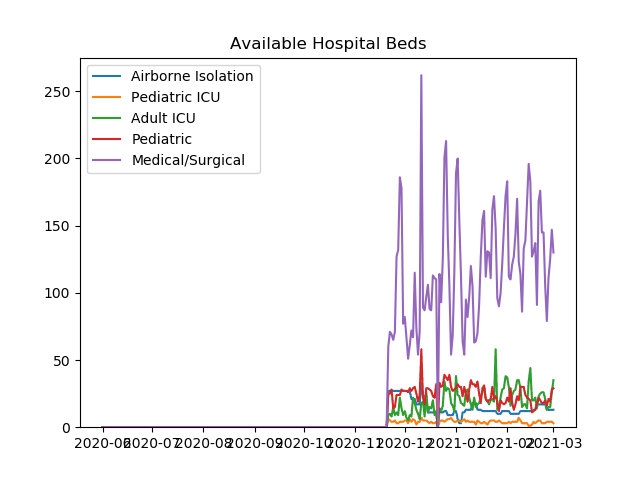 Available Hospital Beds
Airborne Isolation
Pediatric ICU
Adult ICU
Pediatric
Medical/Surgical
250
200
150
100
50
0
2020-06 2020-07 2020-08 2020-09 2020-10 2020-11 2020-12 2021-01 2021-02 2021-03